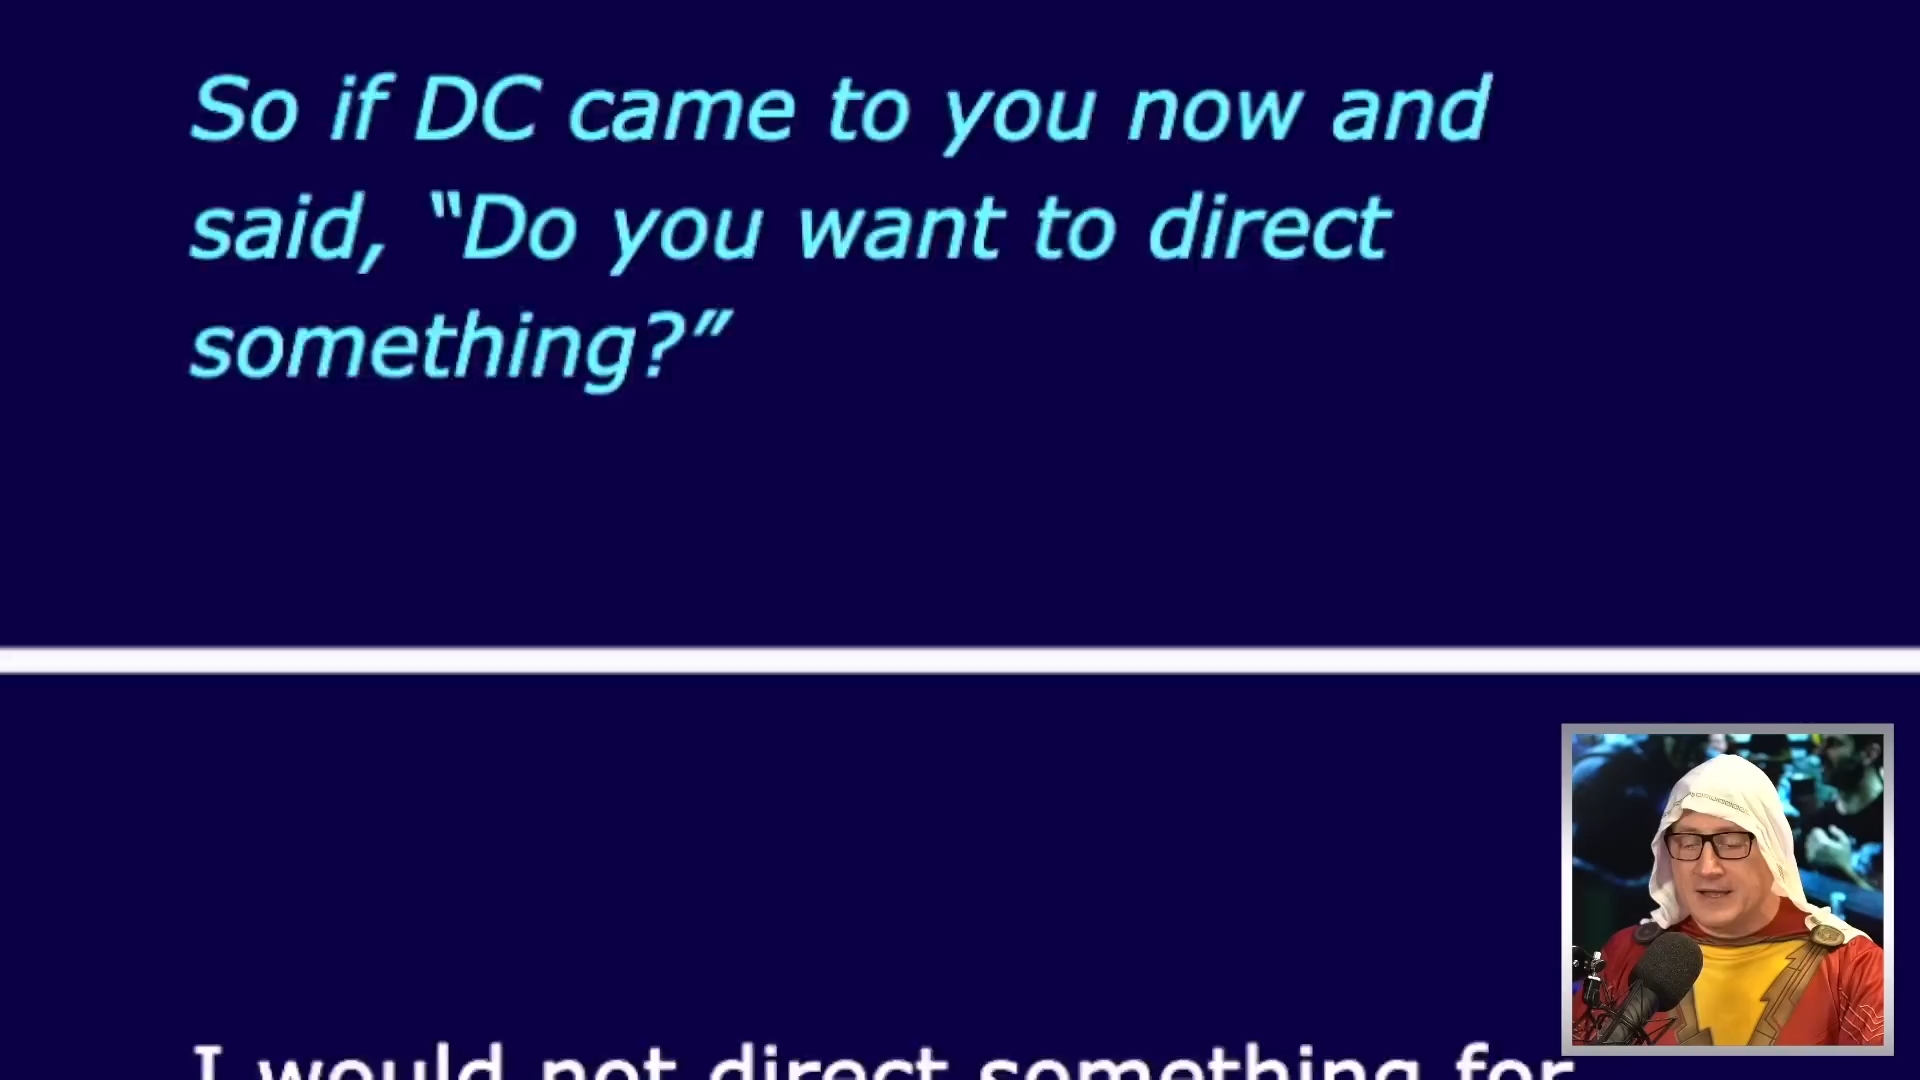 So if DC came to you now and
said, “Do you want to direct
something?”
I would not direct something for